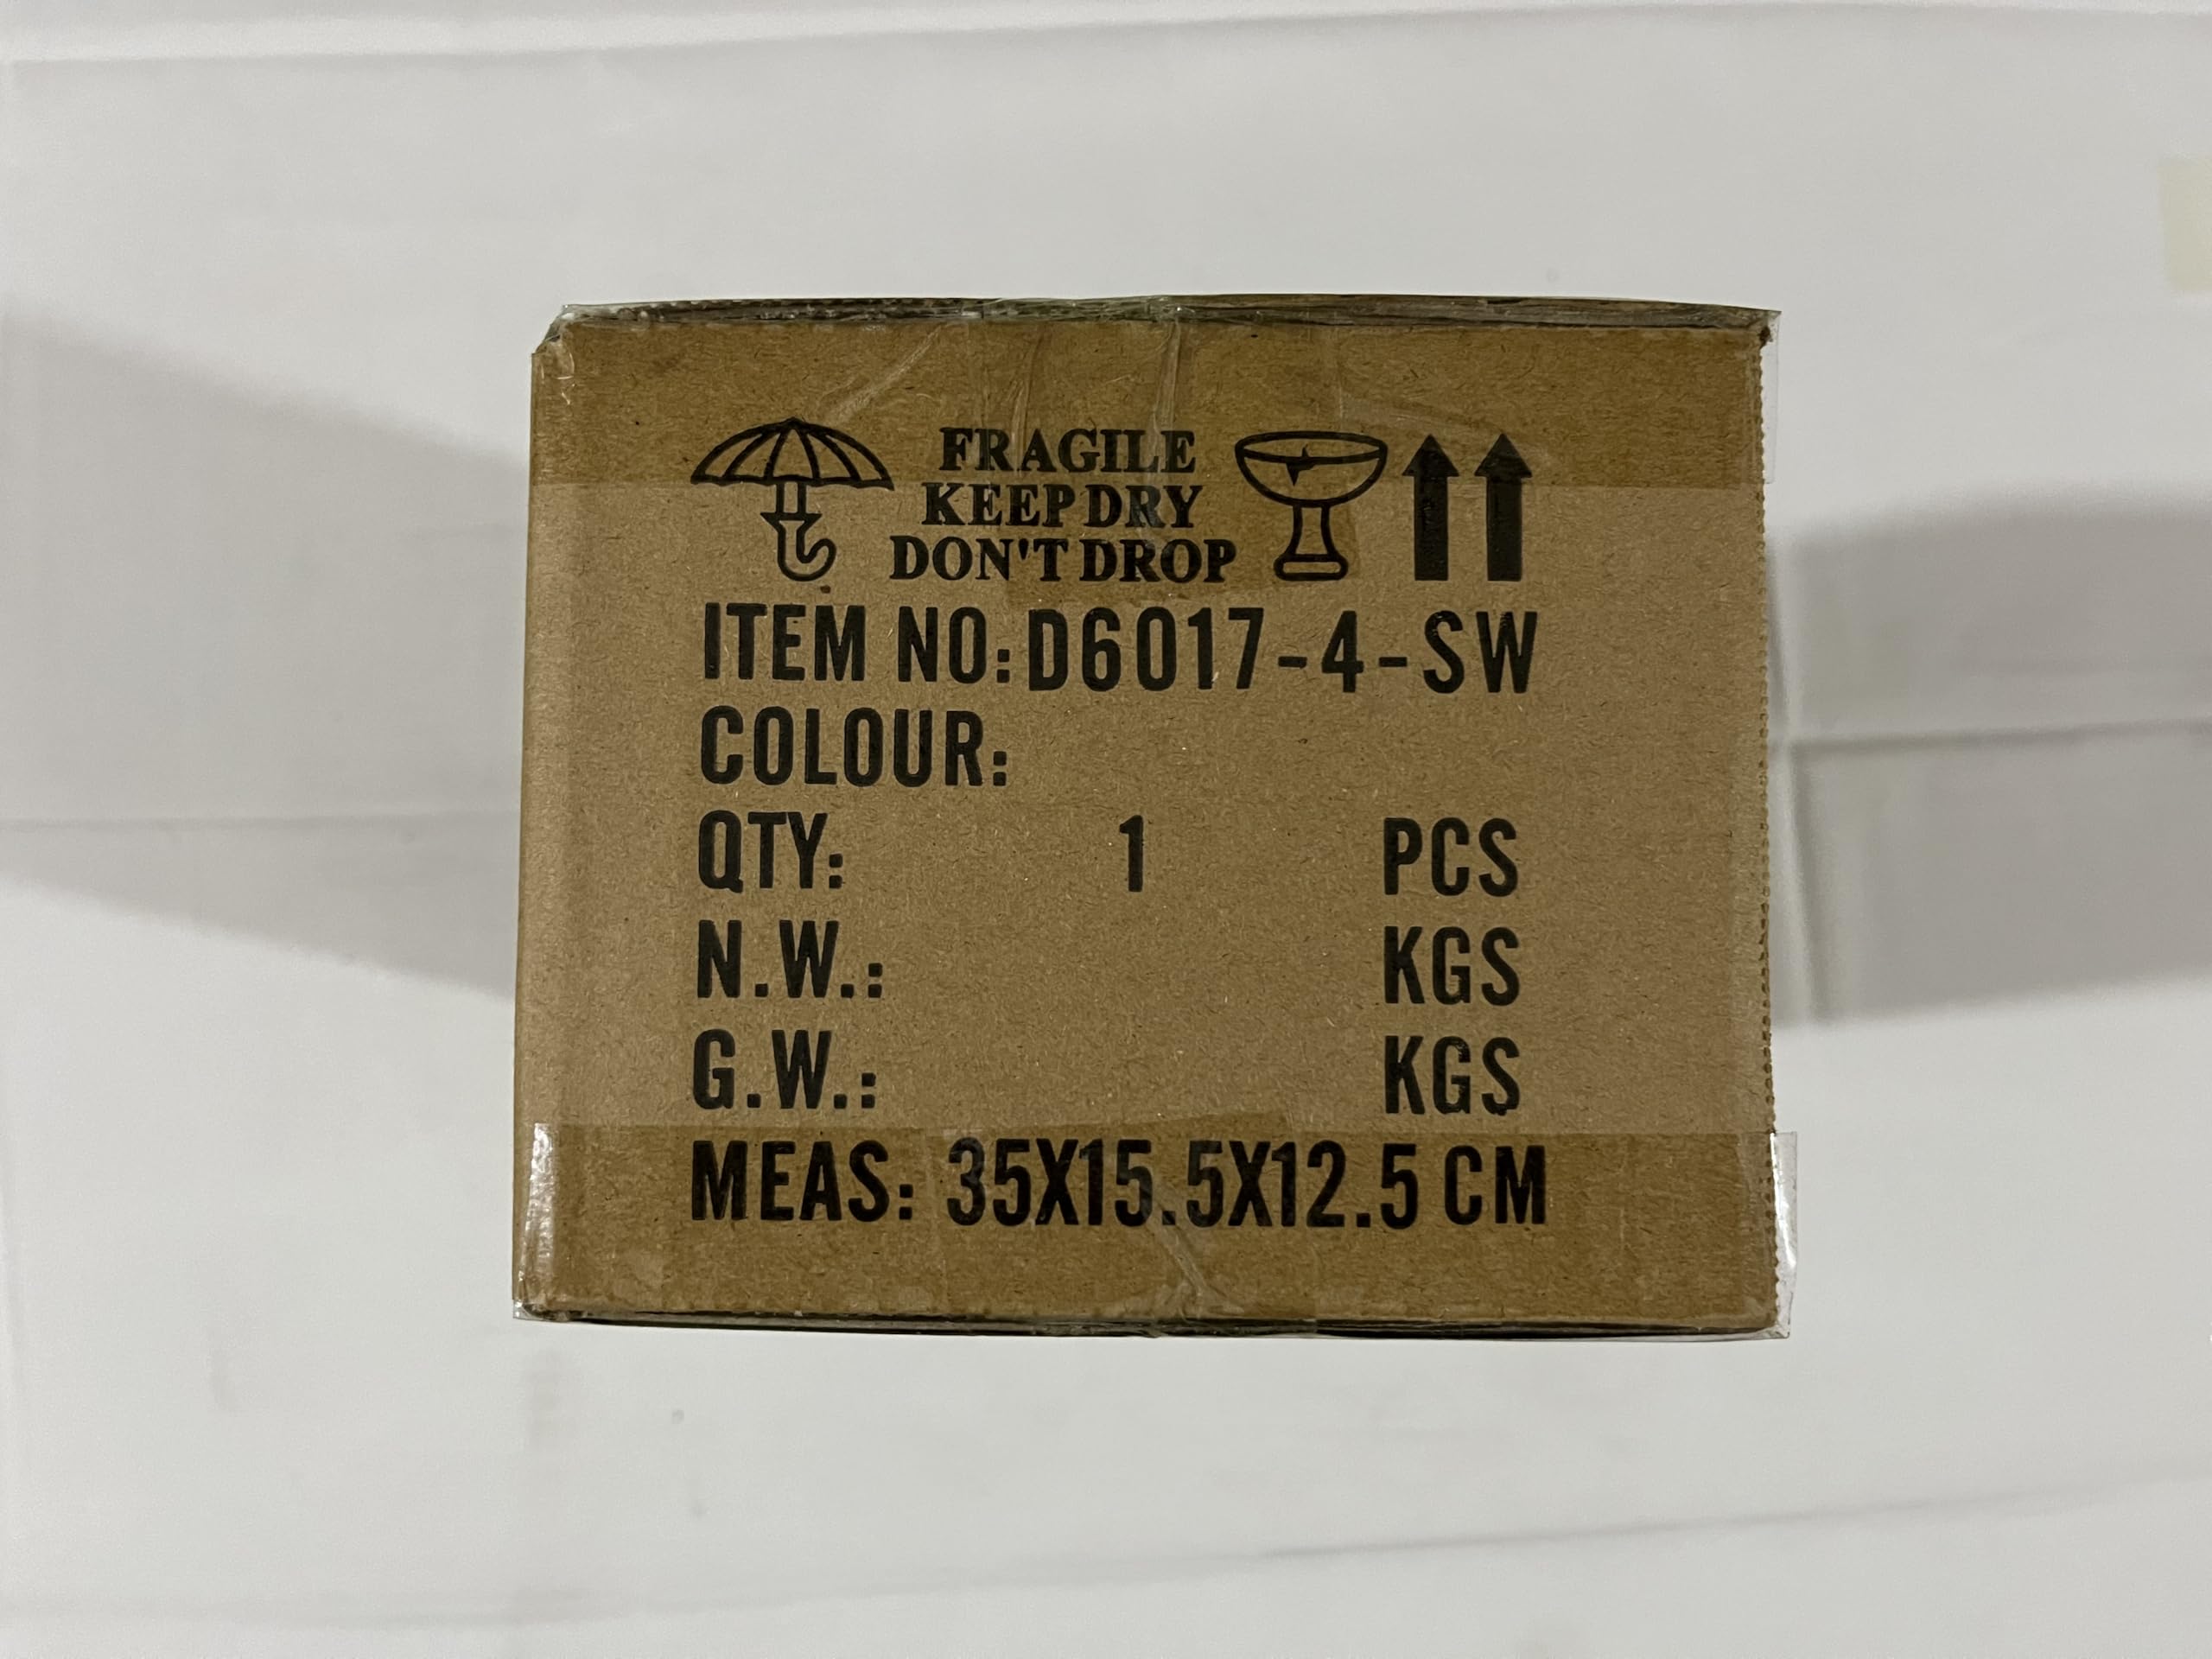 FRAGILE
KEEP DRY
DON'T DROP
ITEM NO: D6017-4-SW
COLOUR:
QTY: 1 PCS
N.W.: KGS
G.W.: KGS
MEAS: 35X15.5X12.5 CM